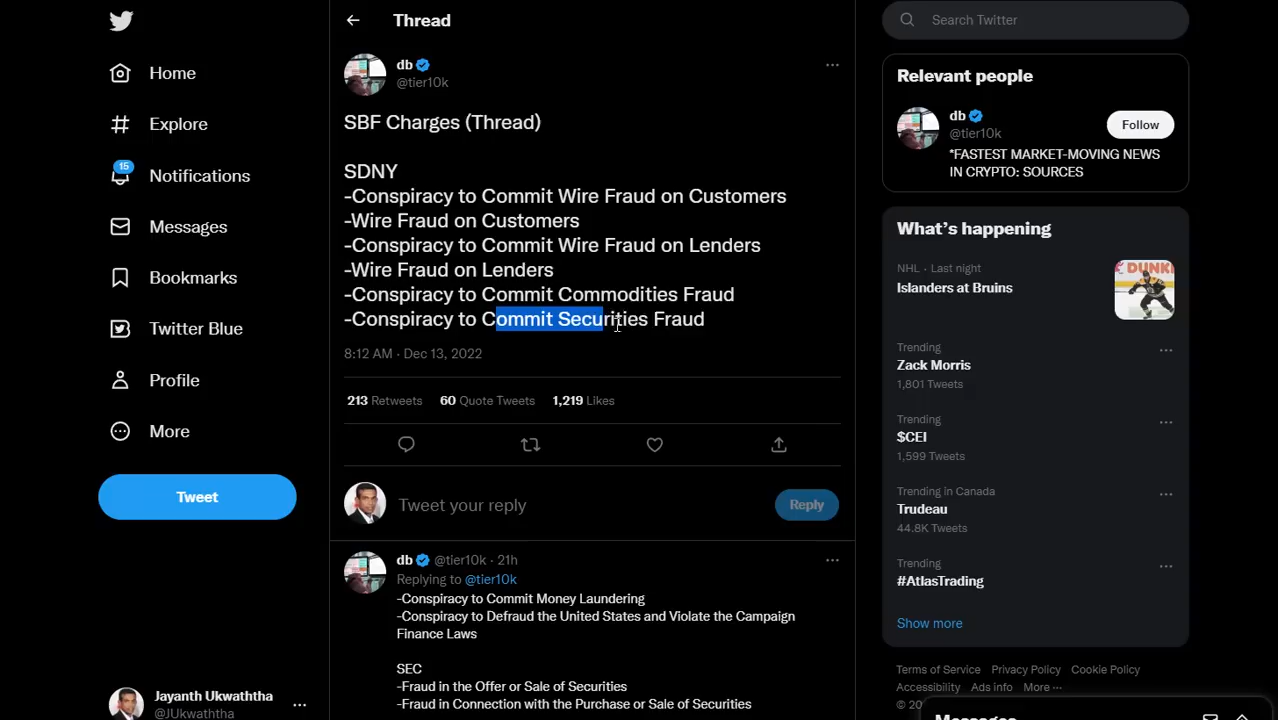 Home
Explore
15
Notifications
Messages
Bookmarks
Twitter Blue
Profile
More
Tweet
Jayanth Ukwaththa
@JUkwaththa
Thread
db
@tier10k
SBF Charges (Thread)
SDNY
-Conspiracy to Commit Wire Fraud on Customers
-Wire Fraud on Customers
-Conspiracy to Commit Wire Fraud on Lenders
-Wire Fraud on Lenders
-Conspiracy to Commit Commodities Fraud
-Conspiracy to Commit Securities Fraud
8:12 AM · Dec 13, 2022
213 Retweets 60 Quote Tweets 1,219 Likes
Tweet your reply
Reply
db @tier10k · 21h
Replying to @tier10k
-Conspiracy to Commit Money Laundering
-Conspiracy to Defraud the United States and Violate the Campaign
Finance Laws
SEC
-Fraud in the Offer or Sale of Securities
-Fraud in Connection with the Purchase or Sale of Securities
Search Twitter
Relevant people
db
@tier10k
Follow
*FASTEST MARKET-MOVING NEWS
IN CRYPTO: SOURCES
What's happening
NHL · Last night
Islanders at Bruins
Trending
Zack Morris
1,801 Tweets
Trending
$CEI
1,599 Tweets
Trending in Canada
Trudeau
44.8K Tweets
Trending
#AtlasTrading
Show more
Terms of Service Privacy Policy Cookie Policy
Accessibility Ads info More ···
Messages